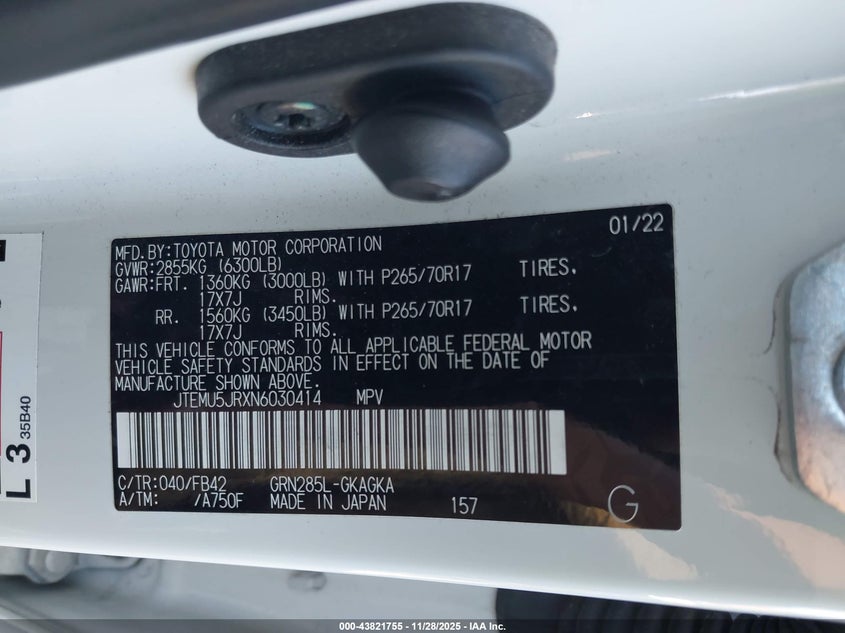 01/22
MFD.BY:TOYOTA MOTOR CORPORATION
GVWR:2855KG (6300LB)
GAWR:FRT. 1360KG (3000LB) WITH P265/70R17 TIRES.
17X7J RIMS.
RR. 1560KG (3450LB) WITH P265/70R17 TIRES.
17X7J RIMS.
THIS VEHICLE CONFORMS TO ALL APPLICABLE FEDERAL MOTOR
VEHICLE SAFETY STANDARDS IN EFFECT ON THE DATE OF
MANUFACTURE SHOWN ABOVE.
JTEMU5JRXN6030414 MPV
C/TR:040/FB42 GRN285L-GKAGKA
A/TM: /A750F MADE IN JAPAN 157
G
L 3 35B40
000-43821755 - 11/28/2025 - IAA Inc.